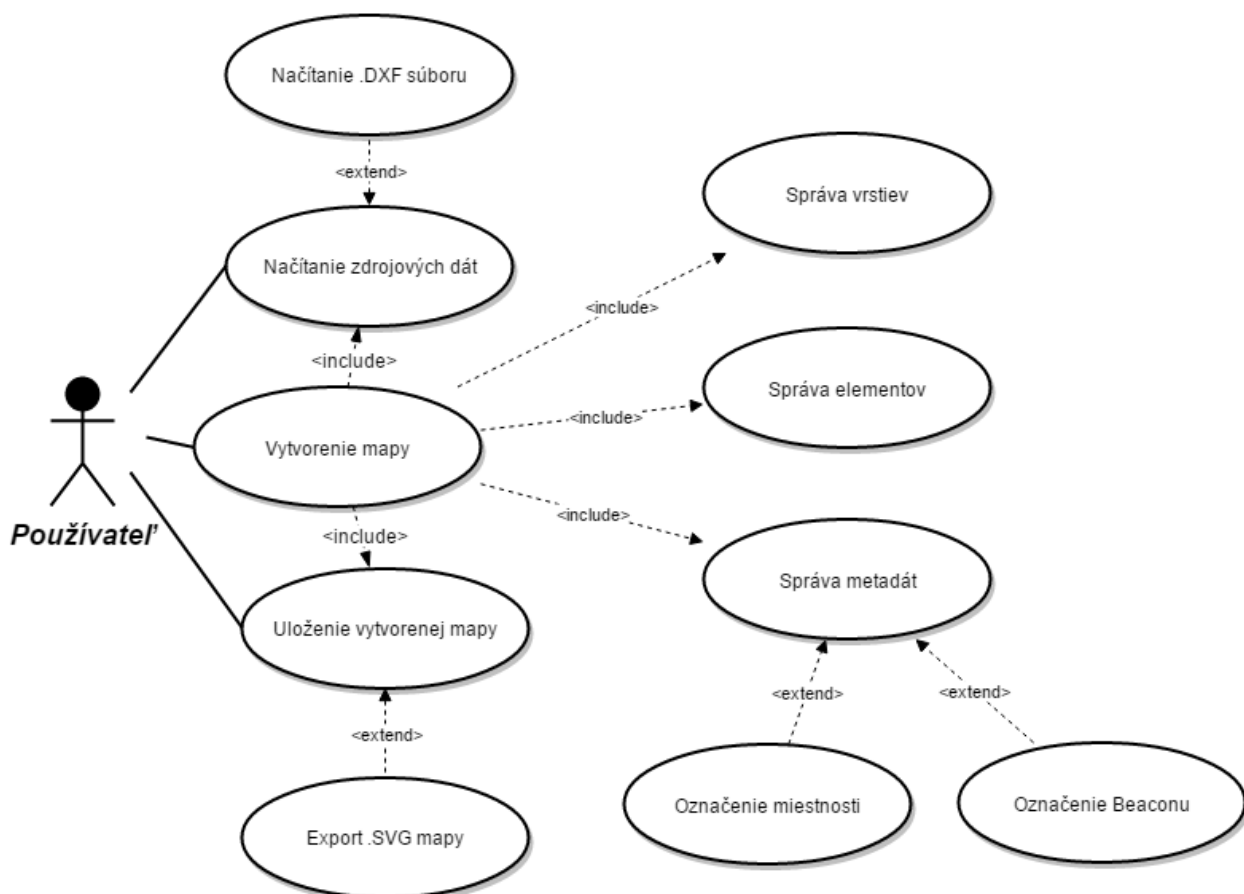 Načítanie .DXF súboru
<extend>
Správa vrstiev
Načítanie zdrojových dát
<include>
<include>
Správa elementov
<include>
Vytvorenie mapy
<include>
<include>
Používateľ
Správa metadát
Uloženie vytvorenej mapy
<extend>
<extend>
<extend>
Označenie miestnosti
Označenie Beaconu
Export .SVG mapy